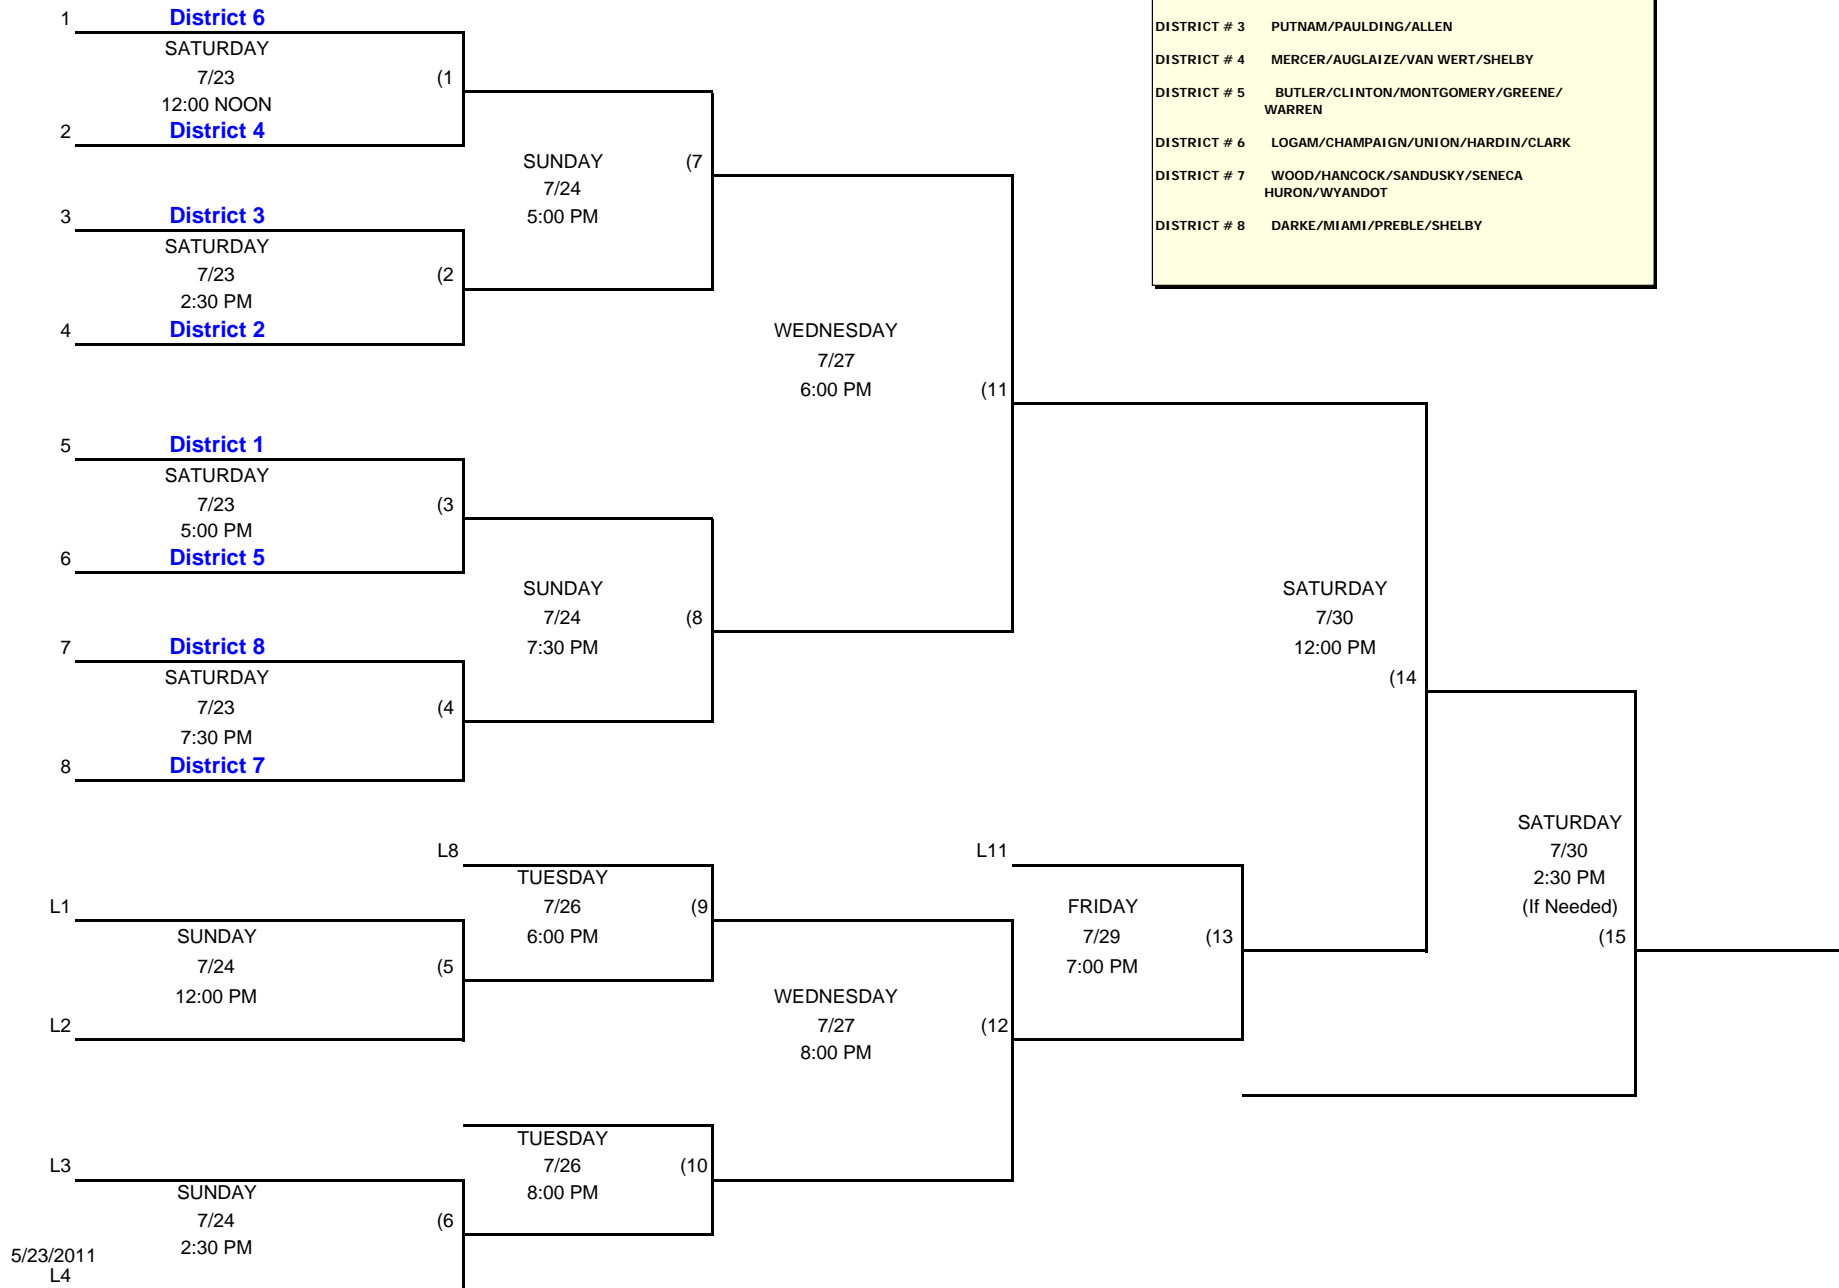 1 District 6
SATURDAY
7/23 (1
12:00 NOON
2 District 4
SUNDAY (7
7/24
5:00 PM
3 District 3
SATURDAY
7/23 (2
2:30 PM
4 District 2
WEDNESDAY
7/27
6:00 PM (11
5 District 1
SATURDAY
7/23 (3
5:00 PM
6 District 5
SUNDAY
7/24 (8
7:30 PM
7 District 8
SATURDAY
7/23 (4
7:30 PM
8 District 7
SATURDAY
7/30
12:00 PM
(14
DISTRICT # 3 PUTNAM/PAULDING/ALLEN
DISTRICT # 4 MERCER/AUGLAIZE/VAN WERT/SHELBY
DISTRICT # 5 BUTLER/CLINTON/MONTGOMERY/GREENE/
WARREN
DISTRICT # 6 LOGAM/CHAMPAIGN/UNION/HARDIN/CLARK
DISTRICT # 7 WOOD/HANCOCK/SANDUSKY/SENECA
HURON/WYANDOT
DISTRICT # 8 DARKE/MIAMI/PREBLE/SHELBY
L8
TUESDAY
7/26 (9
6:00 PM
L1
SUNDAY
7/24 (5
12:00 PM
L2
L11
FRIDAY
7/29 (13
7:00 PM
SATURDAY
7/30
2:30 PM
(If Needed)
(15
WEDNESDAY
7/27 (12
8:00 PM
TUESDAY
7/26 (10
8:00 PM
L3
SUNDAY
7/24 (6
2:30 PM
5/23/2011
L4